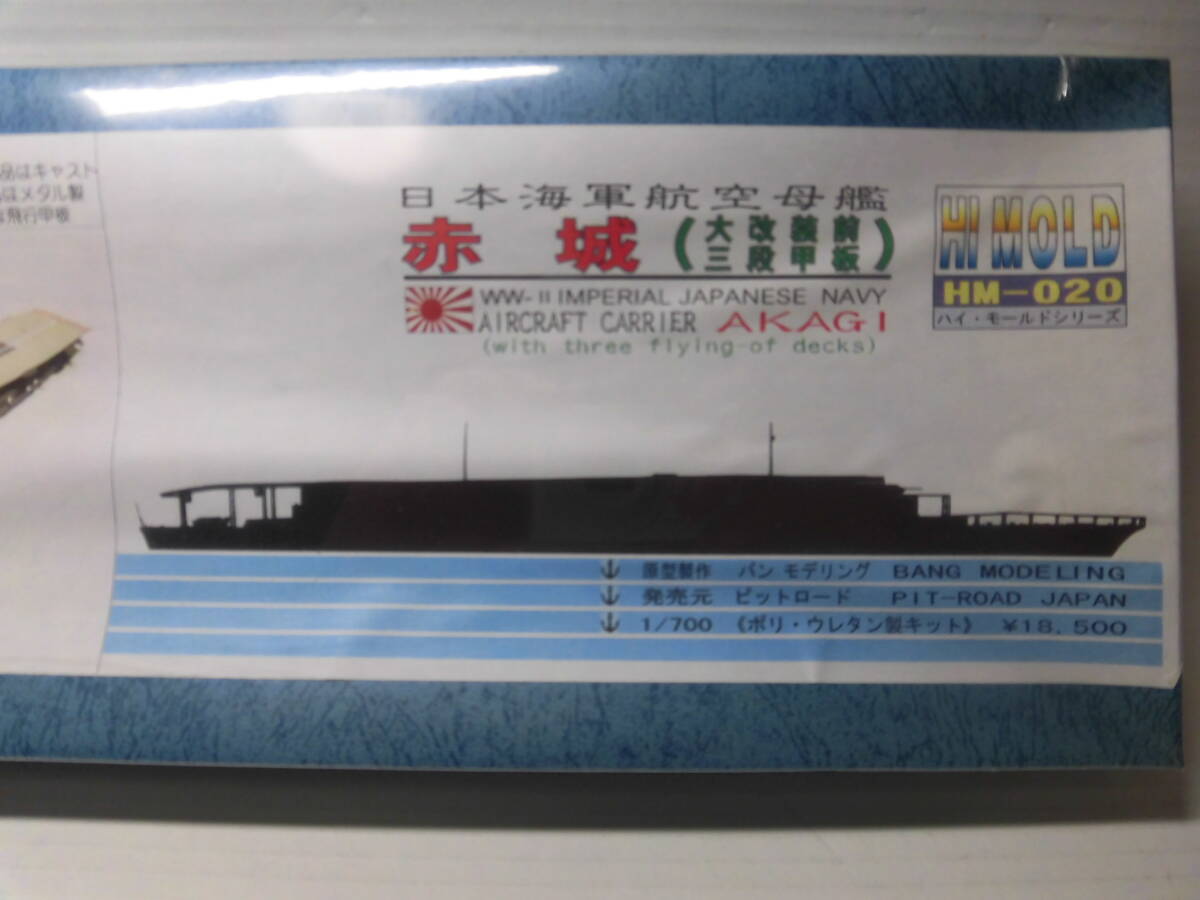 品はキャスト
はメタル製
飛行甲板
日本海軍航空母艦
赤城(大改装前
三段甲板)
WW-II IMPERIAL JAPANESE NAVY
AIRCRAFT CARRIER AKAGI
(with three flying-of decks)
HI MOLD
HM-020
ハイ・モールドシリーズ
原型製作 バン モデリング BANG MODELING
発売元 ピットロード PIT-ROAD JAPAN
1/700 《ポリ・ウレタン製キット》 ¥18,500